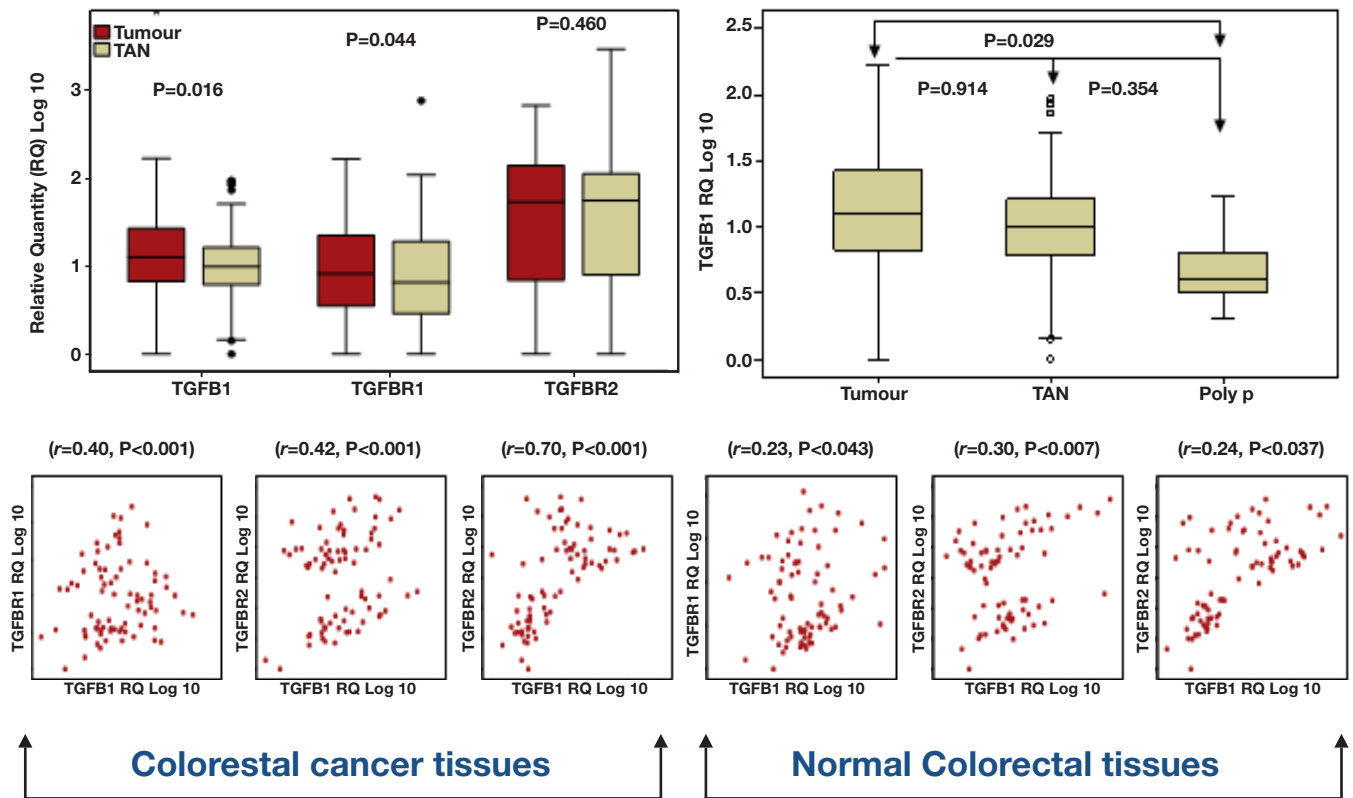 Tumour
TAN
P=0.016
P=0.044
P=0.460
Relative Quantity (RQ) Log 10
3
2
1
0
TGFB1
TGFBR1
TGFBR2
P=0.029
P=0.914
P=0.354
TGFB1 RQ Log 10
2.5
2.0
1.5
1.0
0.5
0.0
Tumour
TAN
Poly p
(r=0.40, P<0.001)
TGFBR1 RQ Log 10
TGFB1 RQ Log 10
(r=0.42, P<0.001)
TGFBR2 RQ Log 10
TGFB1 RQ Log 10
(r=0.70, P<0.001)
TGFBR2 RQ Log 10
TGFB1 RQ Log 10
(r=0.23, P<0.043)
TGFBR1 RQ Log 10
TGFB1 RQ Log 10
(r=0.30, P<0.007)
TGFBR2 RQ Log 10
TGFB1 RQ Log 10
(r=0.24, P<0.037)
TGFBR2 RQ Log 10
TGFB1 RQ Log 10
Colorestal cancer tissues
Normal Colorectal tissues